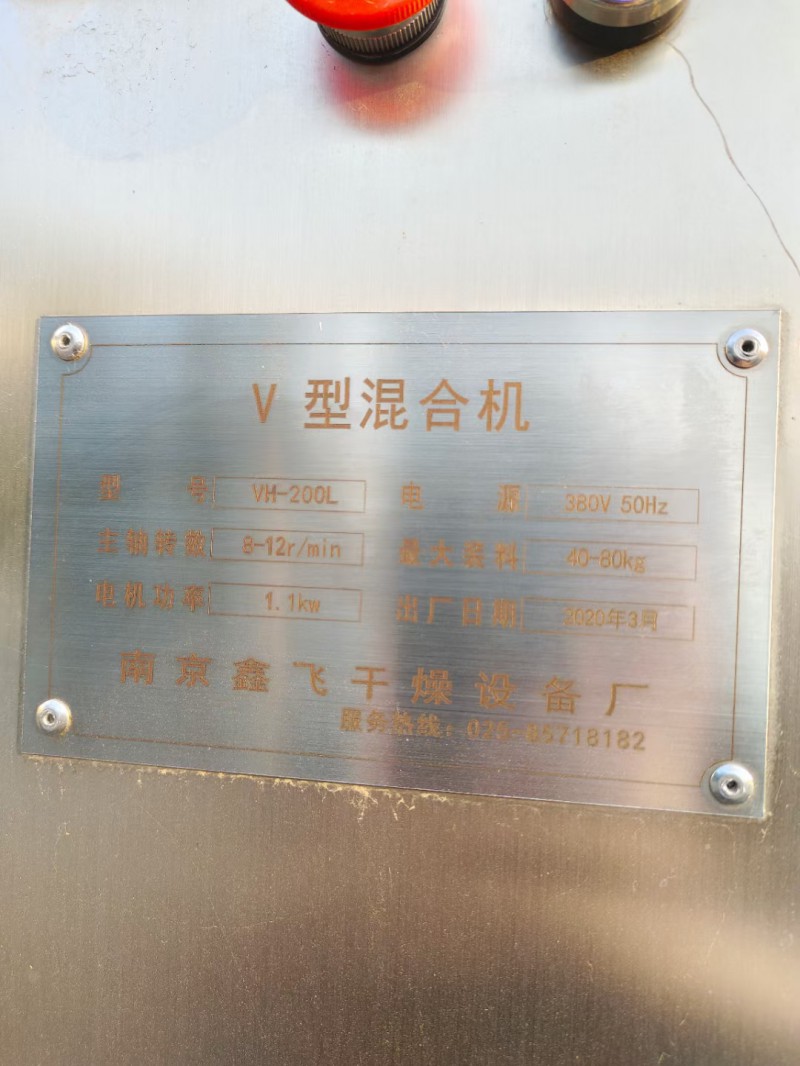 V 型混合机
型 号 VH-200L 电 源 380V 50Hz
主轴转数 8-12r/min 最大装料 40-80kg
电机功率 1.1kw 出厂日期 2020年3月
南京鑫飞干燥设备厂
服务热线：025-85718182